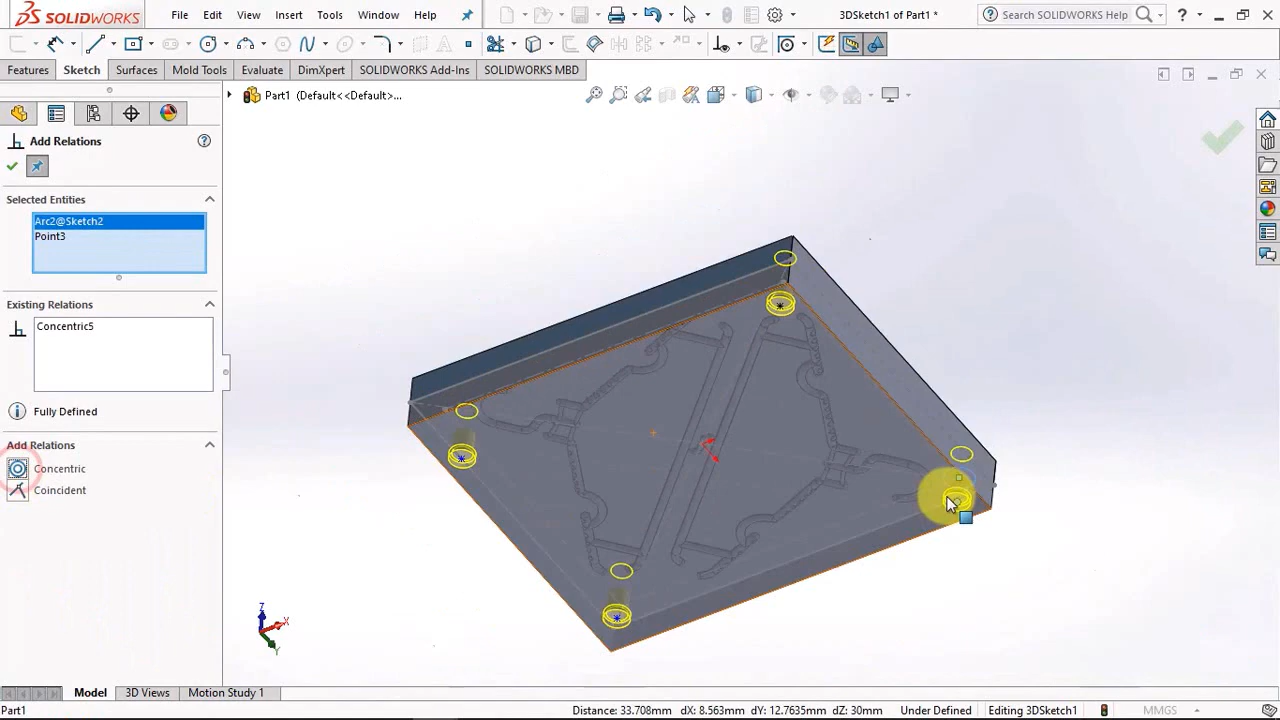 SOLIDWORKS File Edit View Insert Tools Window Help 3DSketch1 of Part1 * Search SOLIDWORKS Help ?
Features Sketch Surfaces Mold Tools Evaluate DimXpert SOLIDWORKS Add-Ins SOLIDWORKS MBD
Part1 (Default<<Default>...
Add Relations
Selected Entities
Arc2@Sketch2
Point3
Existing Relations
Concentric5
Fully Defined
Add Relations
Concentric
Coincident
Z
X
Y
Model 3D Views Motion Study 1
Part1 Distance: 33.708mm dX: 8.563mm dY: 12.7635mm dZ: 30mm Under Defined Editing 3DSketch1 MMGS